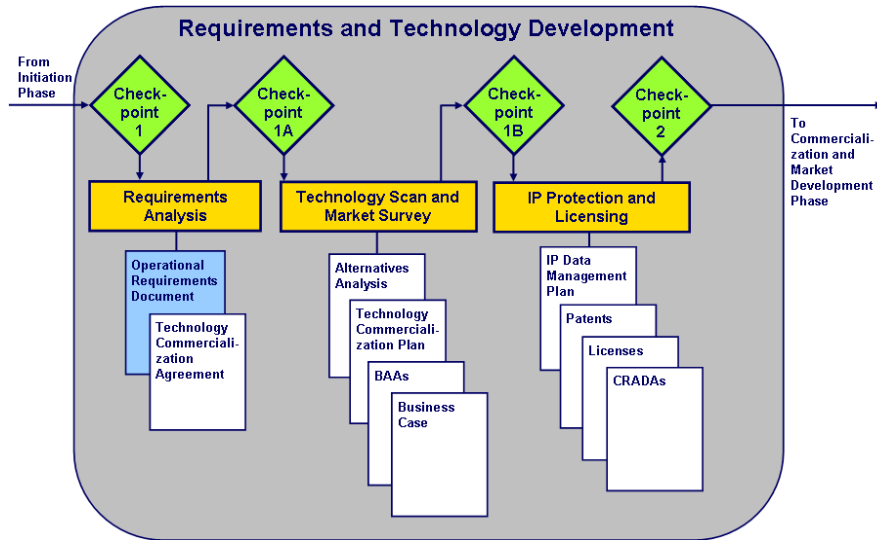 Requirements and Technology Development
From
Initiation
Phase
Check-
point
1
Check-
point
1A
Check-
point
1B
Check-
point
2
To
Commerciali-
zation and
Market
Development
Phase
Requirements
Analysis
Technology Scan and
Market Survey
IP Protection and
Licensing
Operational
Requirements
Document
Technology
Commerciali-
zation
Agreement
Alternatives
Analysis
Technology
Commerciali-
zation Plan
BAAs
Business
Case
IP Data
Management
Plan
Patents
Licenses
CRADAs